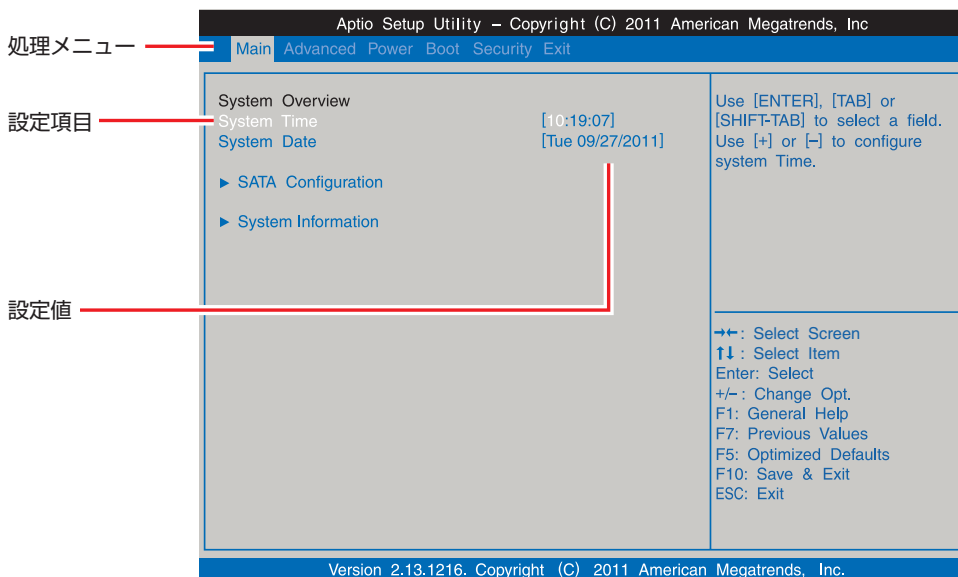 Aptio Setup Utility – Copyright (C) 2011 American Megatrends, Inc
処理メニュー
Main Advanced Power Boot Security Exit
設定項目
設定値
System Overview
System Time [10:19:07]
System Date [Tue 09/27/2011]
► SATA Configuration
► System Information
Use [ENTER], [TAB] or
[SHIFT-TAB] to select a field.
Use [+] or [–] to configure
system Time.
→←: Select Screen
↑↓ : Select Item
Enter: Select
+/– : Change Opt.
F1: General Help
F7: Previous Values
F5: Optimized Defaults
F10: Save & Exit
ESC: Exit
Version 2.13.1216. Copyright (C) 2011 American Megatrends, Inc.